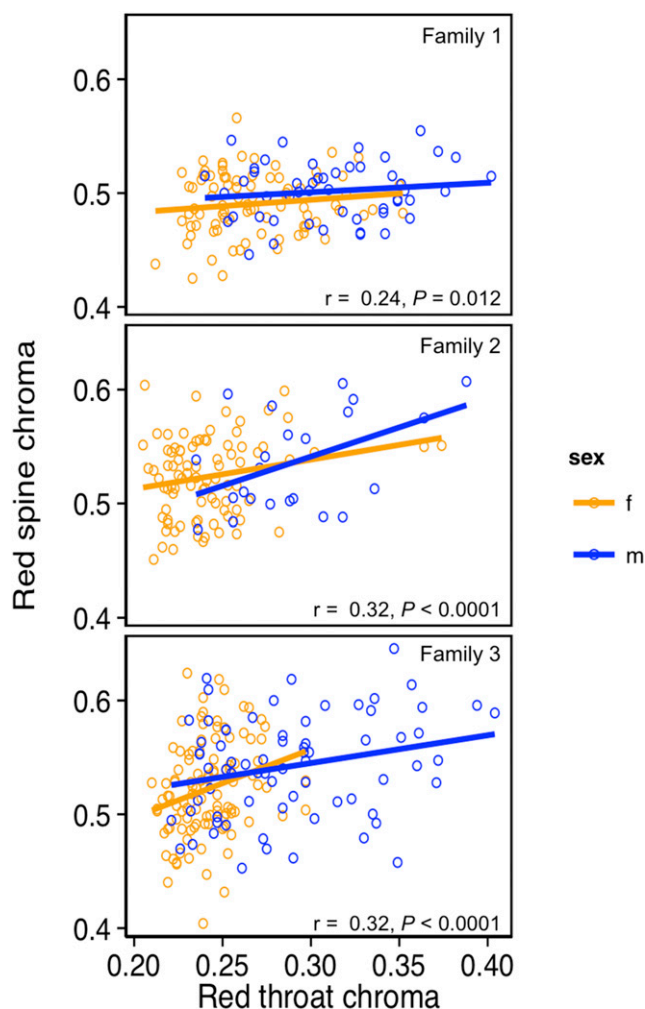 Family 1
0.6
0.5
0.4
r = 0.24, P = 0.012
Family 2
0.6
0.5
0.4
r = 0.32, P < 0.0001
Family 3
0.6
0.5
0.4
r = 0.32, P < 0.0001
0.20 0.25 0.30 0.35 0.40
Red throat chroma
Red spine chroma
sex
f
m